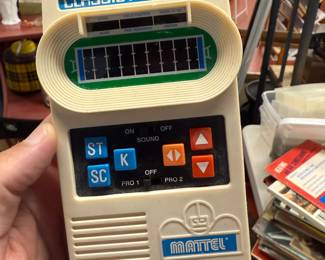 CLASSIC
ON OFF
SOUND
ST
K
SC
OFF
PRO 1 PRO 2
MATTEL